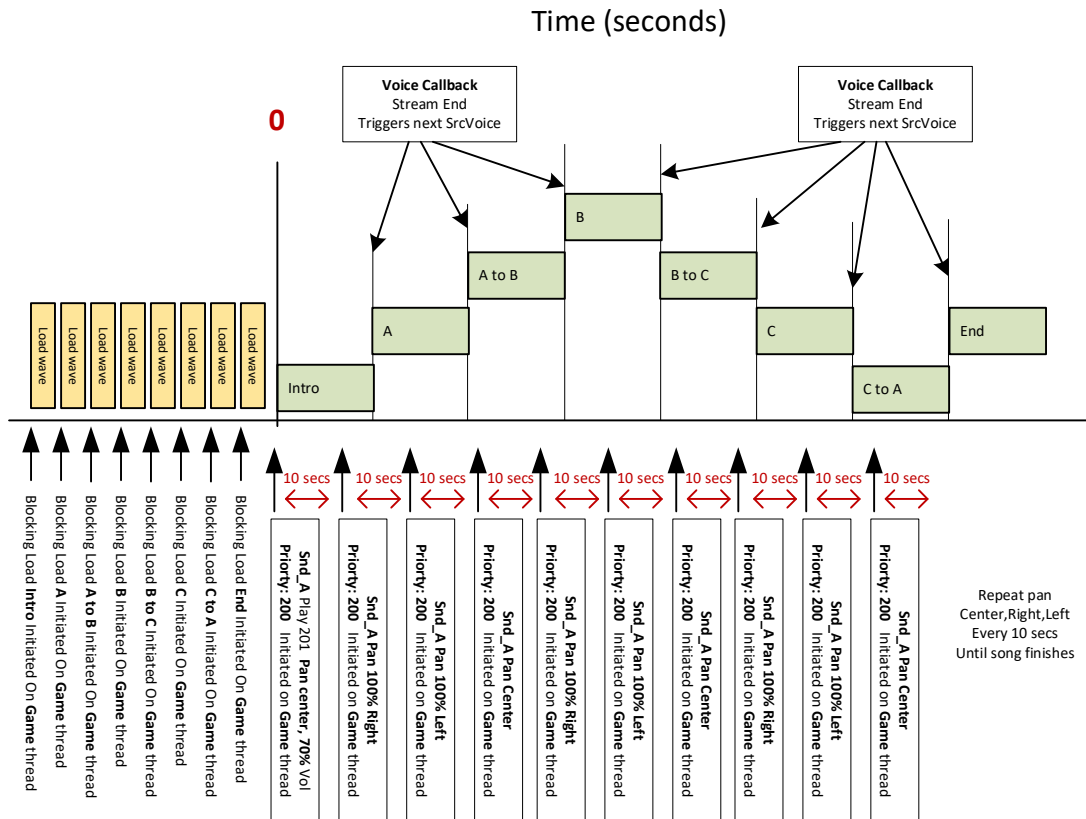 Time (seconds)
Voice Callback
Stream End
Triggers next SrcVoice
Voice Callback
Stream End
Triggers next SrcVoice
0
B
A to B
B to C
A
C
End
Intro
C to A
Load wave
Load wave
Load wave
Load wave
Load wave
Load wave
Load wave
Load wave
Blocking Load Intro Initiated On Game thread
Blocking Load A Initiated On Game thread
Blocking Load A to B Initiated On Game thread
Blocking Load B Initiated On Game thread
Blocking Load B to C Initiated On Game thread
Blocking Load C Initiated On Game thread
Blocking Load C to A Initiated On Game thread
Blocking Load End Initiated On Game thread
10 secs
10 secs
10 secs
10 secs
10 secs
10 secs
10 secs
10 secs
10 secs
10 secs
Snd_A Play 201 Pan center, 70% Vol
Priorty: 200 Initiated on Game thread
Snd_A Pan 100% Right
Priorty: 200 Initiated on Game thread
Snd_A Pan 100% Left
Priorty: 200 Initiated on Game thread
Snd_A Pan Center
Priorty: 200 Initiated on Game thread
Snd_A Pan 100% Right
Priorty: 200 Initiated on Game thread
Snd_A Pan 100% Left
Priorty: 200 Initiated on Game thread
Snd_A Pan Center
Priorty: 200 Initiated on Game thread
Snd_A Pan 100% Right
Priorty: 200 Initiated on Game thread
Snd_A Pan 100% Left
Priorty: 200 Initiated on Game thread
Snd_A Pan Center
Priorty: 200 Initiated on Game thread
Repeat pan
Center,Right,Left
Every 10 secs
Until song finishes